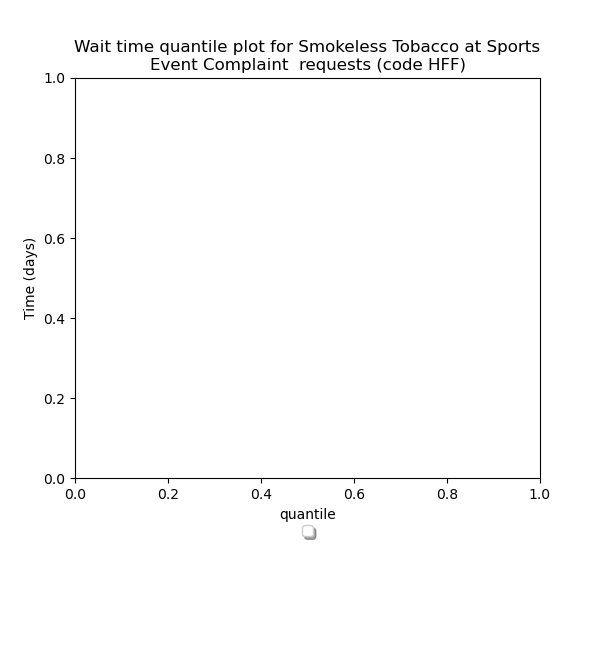 Wait time quantile plot for Smokeless Tobacco at Sports
Event Complaint  requests (code HFF)
1.0
0.8
0.6
0.4
0.2
0.0
Time (days)
0.0 0.2 0.4 0.6 0.8 1.0
quantile